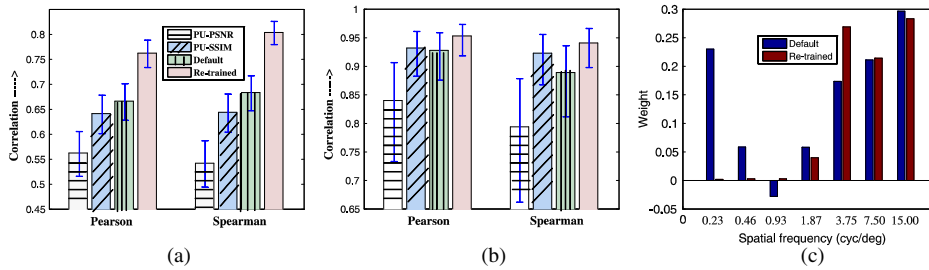 (a)
Correlation ---->
0.8
0.75
0.7
0.65
0.6
0.55
0.5
0.45
PU-PSNR
PU-SSIM
Default
Re-trained
Pearson
Spearman
(b)
Correlation ---->
1
0.95
0.9
0.85
0.8
0.75
0.7
0.65
Pearson
Spearman
(c)
Weight
0.3
0.25
0.2
0.15
0.1
0.05
0
-0.05
Default
Re-trained
0 0.23 0.46 0.93 1.87 3.75 7.50 15.00
Spatial frequency (cyc/deg)